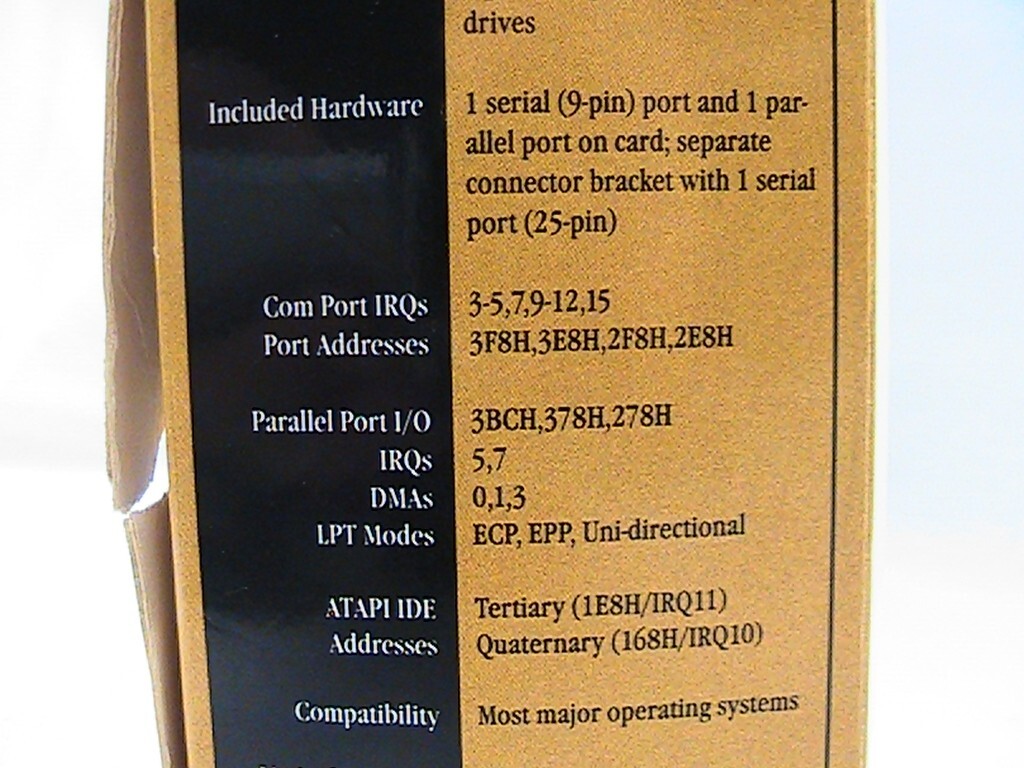 drives
Included Hardware 1 serial (9-pin) port and 1 par-
allel port on card; separate
connector bracket with 1 serial
port (25-pin)
Com Port IRQs 3-5,7,9-12,15
Port Addresses 3F8H,3E8H,2F8H,2E8H
Parallel Port I/O 3BCH,378H,278H
IRQs 5,7
DMAs 0,1,3
LPT Modes ECP, EPP, Uni-directional
ATAPI IDE Tertiary (1E8H/IRQ11)
Addresses Quaternary (168H/IRQ10)
Compatibility Most major operating systems